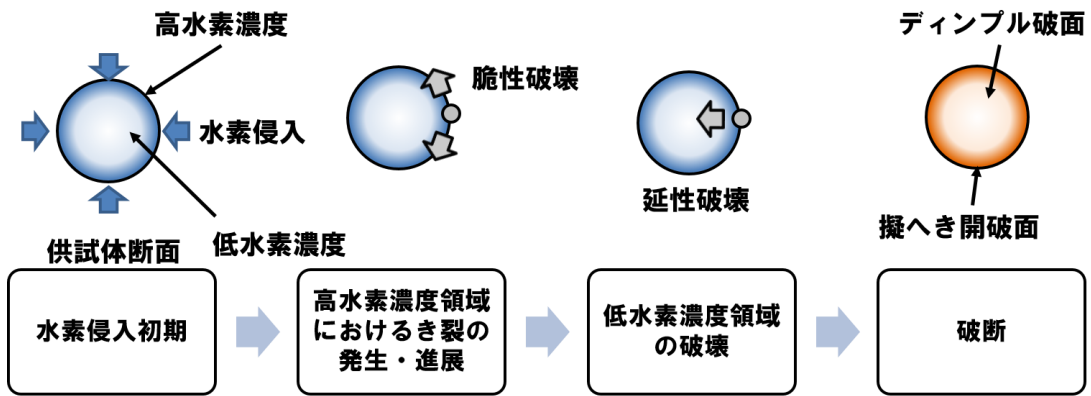 高水素濃度
水素侵入
低水素濃度
供試体断面
脆性破壊
延性破壊
ディンプル破面
擬へき開破面
水素侵入初期
高水素濃度領域
におけるき裂の
発生・進展
低水素濃度領域
の破壊
破断